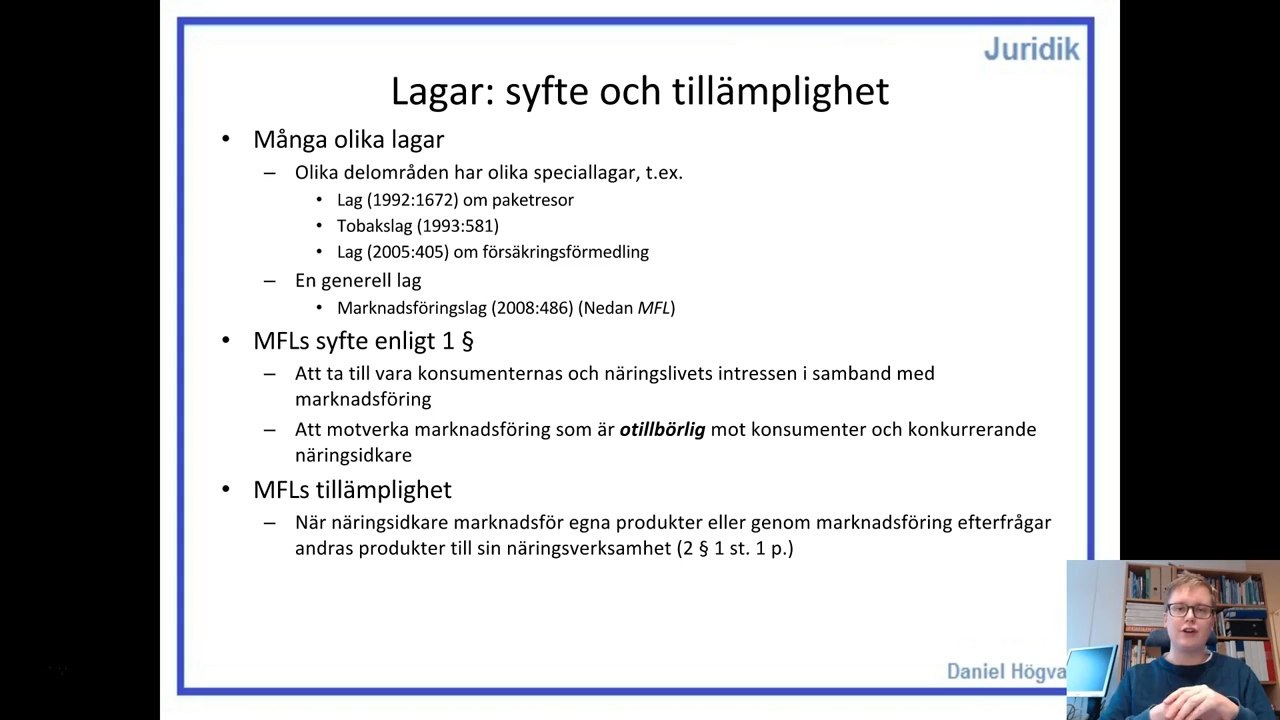 Juridik
Lagar: syfte och tillämplighet
• Många olika lagar
– Olika delområden har olika speciallagar, t.ex.
• Lag (1992:1672) om paketresor
• Tobakslag (1993:581)
• Lag (2005:405) om försäkringsförmedling
– En generell lag
• Marknadsföringslag (2008:486) (Nedan MFL)
• MFLs syfte enligt 1 §
– Att ta till vara konsumenternas och näringslivets intressen i samband med
marknadsföring
– Att motverka marknadsföring som är otillbörlig mot konsumenter och konkurrerande
näringsidkare
• MFLs tillämplighet
– När näringsidkare marknadsför egna produkter eller genom marknadsföring efterfrågar
andras produkter till sin näringsverksamhet (2 § 1 st. 1 p.)
Daniel